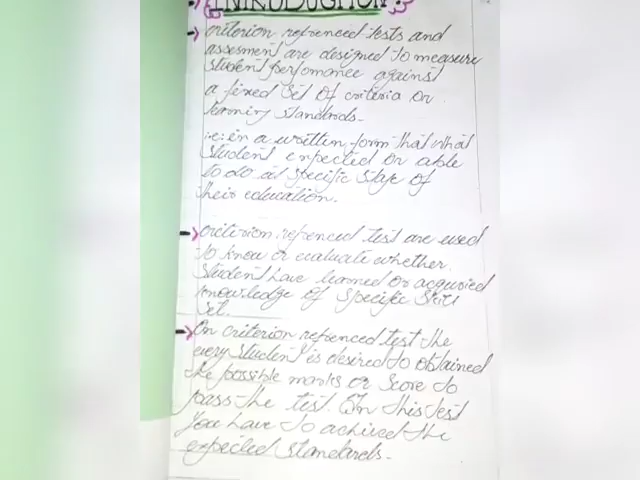 INTRODUCTION:
criterion refrenced tests and
assesment are designed to measure
student perfomance against
a fixed set of criteria or
learning standards.
i.e: in a written form that what
student expected or able
to do at specific stage of
their education.
criterion refrenced test are used
to know or evaluate whether
student have learned or acquired
knowledge of specific skill
set.
In criterion refrenced test the
every student is desired to obtained
the possible marks or score to
pass the test. In this test
you have to achieved the
expected standards.